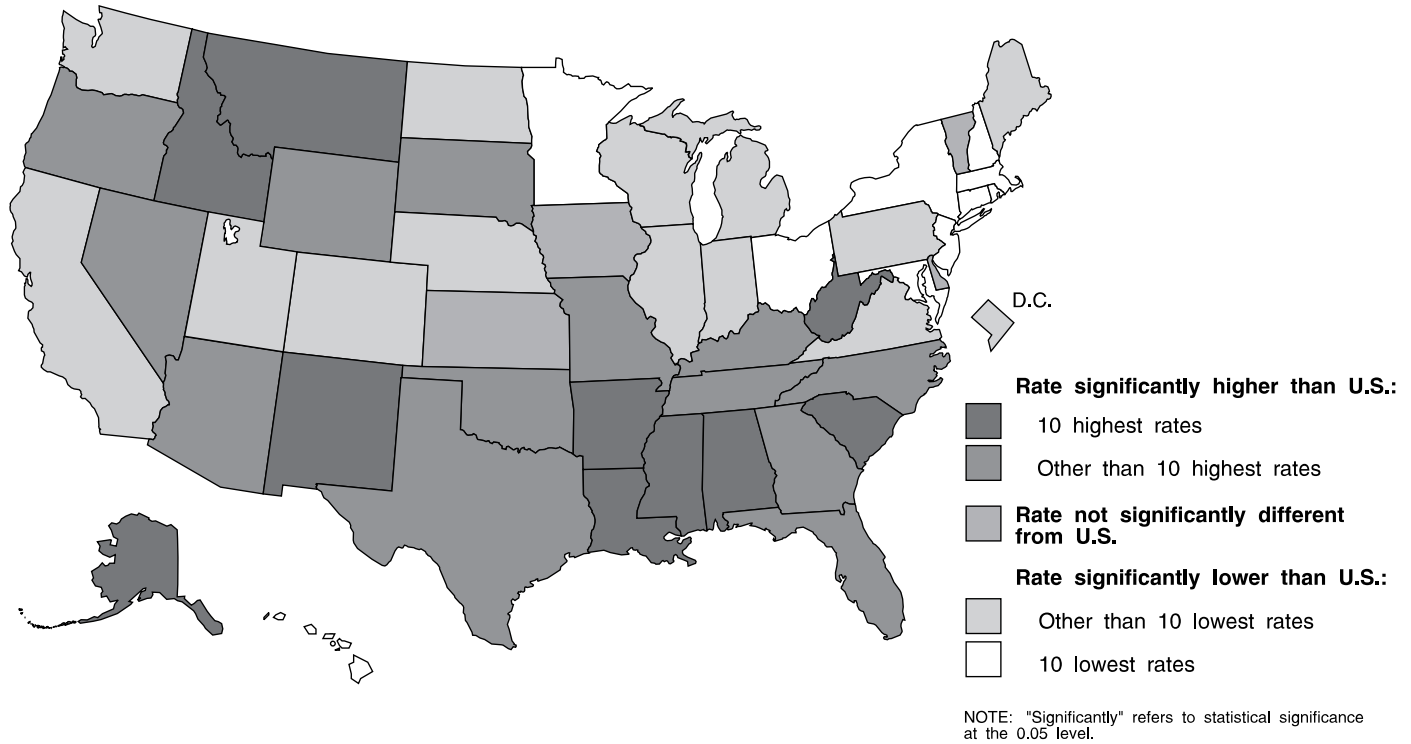 D.C.
Rate significantly higher than U.S.:
10 highest rates
Other than 10 highest rates
Rate not significantly different
from U.S.
Rate significantly lower than U.S.:
Other than 10 lowest rates
10 lowest rates
NOTE: "Significantly" refers to statistical significance
at the 0.05 level.